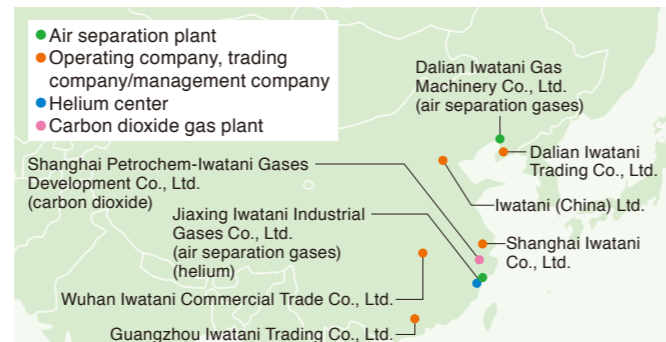 Air separation plant
Operating company, trading
company/management company
Helium center
Carbon dioxide gas plant
Dalian Iwatani Gas
Machinery Co., Ltd.
(air separation gases)
Dalian Iwatani
Trading Co., Ltd.
Shanghai Petrochem-Iwatani Gases
Development Co., Ltd.
(carbon dioxide)
Iwatani (China) Ltd.
Jiaxing Iwatani Industrial
Gases Co., Ltd.
(air separation gases)
(helium)
Shanghai Iwatani
Co., Ltd.
Wuhan Iwatani Commercial Trade Co., Ltd.
Guangzhou Iwatani Trading Co., Ltd.